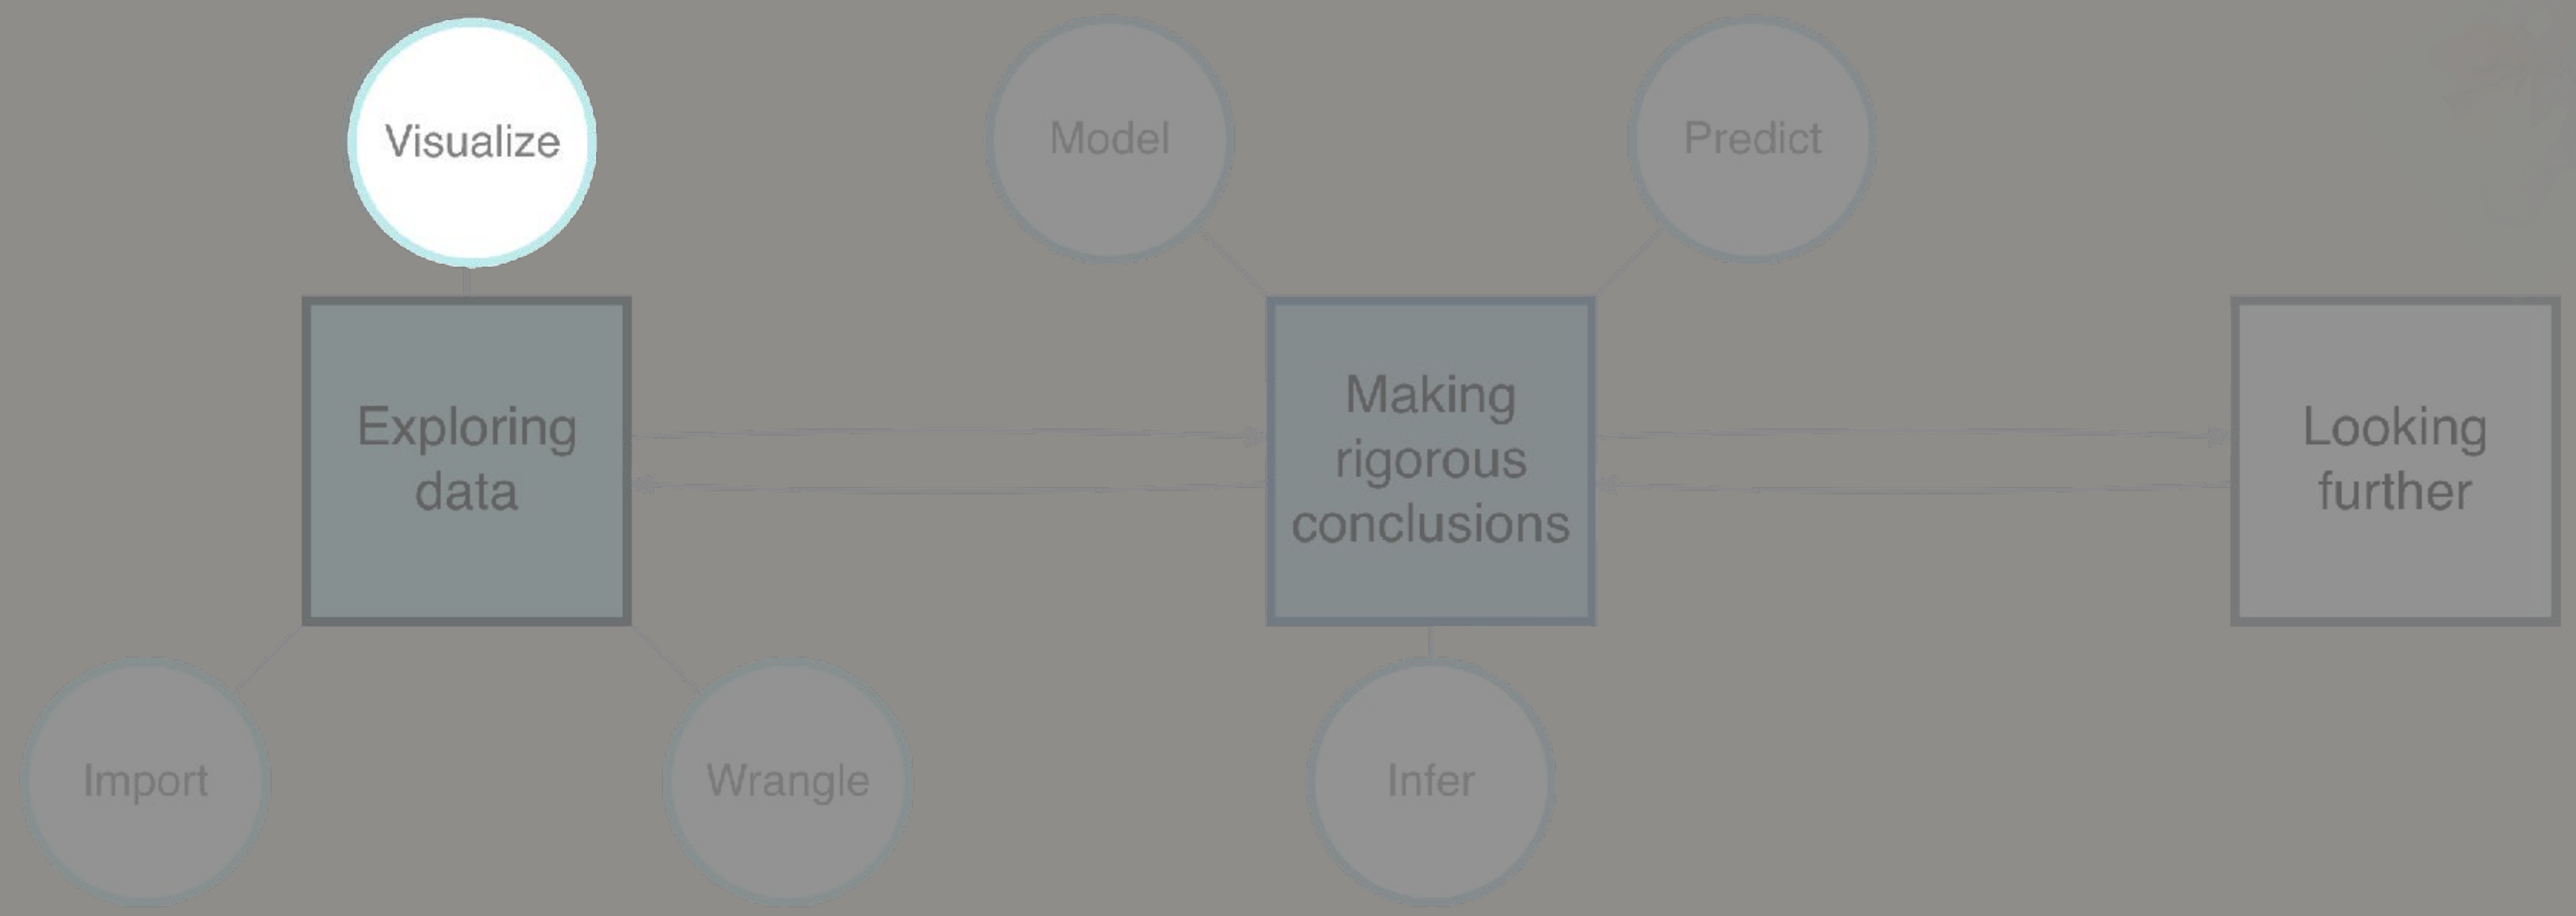 Visualize
Model
Predict
Exploring
data
Making
rigorous
conclusions
Looking
further
Import
Wrangle
Infer